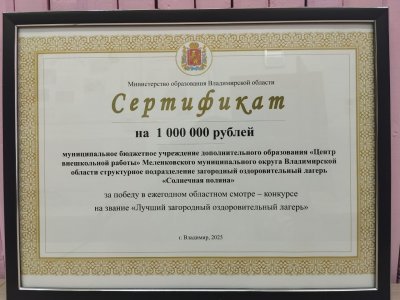 Министерство образования Владимирской области
Сертификат
на 1 000 000 рублей
муниципальное бюджетное учреждение дополнительного образования «Центр
внешкольной работы» Меленковского муниципального округа Владимирской
области структурное подразделение загородный оздоровительный лагерь
«Солнечная поляна»
за победу в ежегодном областном смотре – конкурсе
на звание «Лучший загородный оздоровительный лагерь»
г. Владимир, 2025